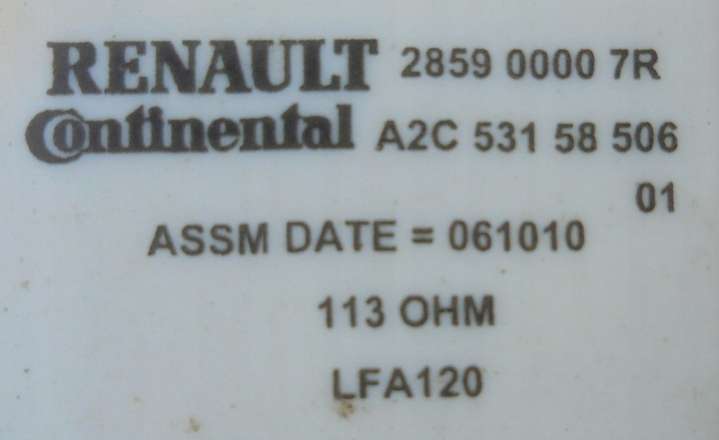 RENAULT 2859 0000 7R
Continental A2C 531 58 506
01
ASSM DATE = 061010
113 OHM
LFA120